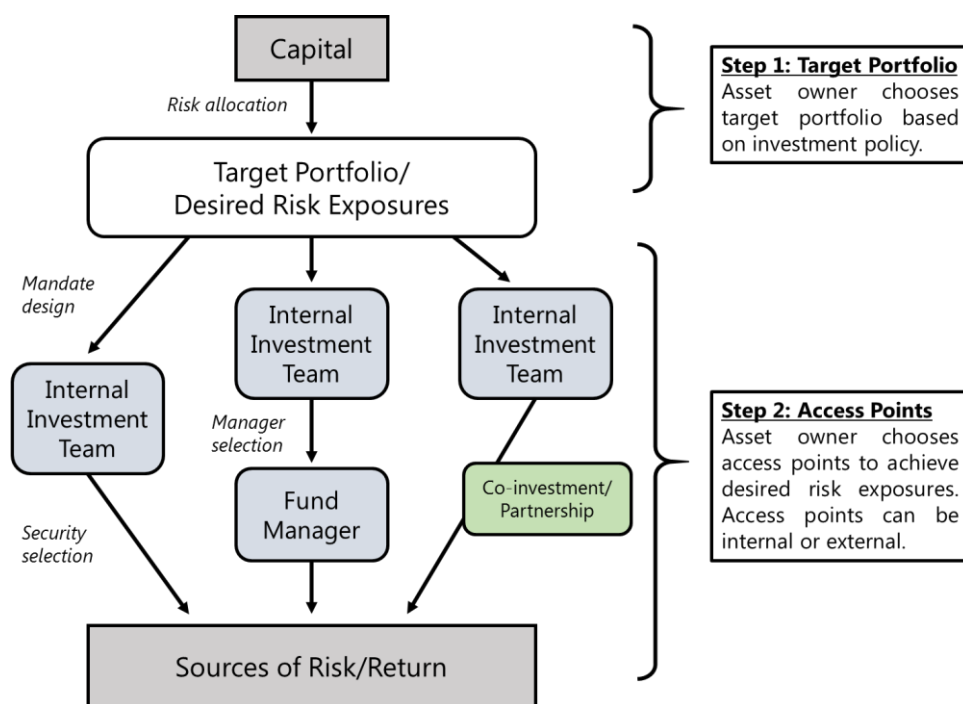 Capital
Risk allocation
Step 1: Target Portfolio
Asset owner chooses
target portfolio based
on investment policy.
Target Portfolio/
Desired Risk Exposures
Mandate
design
Internal
Investment
Team
Internal
Investment
Team
Internal
Investment
Team
Manager
selection
Security
selection
Fund
Manager
Co-investment/
Partnership
Step 2: Access Points
Asset owner chooses
access points to achieve
desired risk exposures.
Access points can be
internal or external.
Sources of Risk/Return